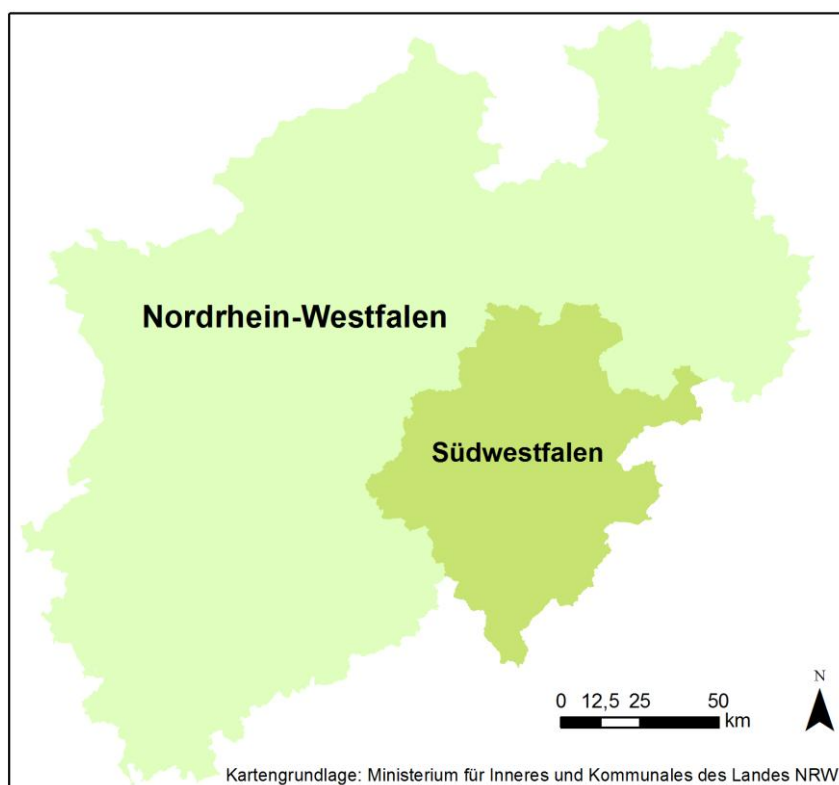 Nordrhein-Westfalen
Südwestfalen
N
0 12,5 25 50
km
Kartengrundlage: Ministerium für Inneres und Kommunales des Landes NRW